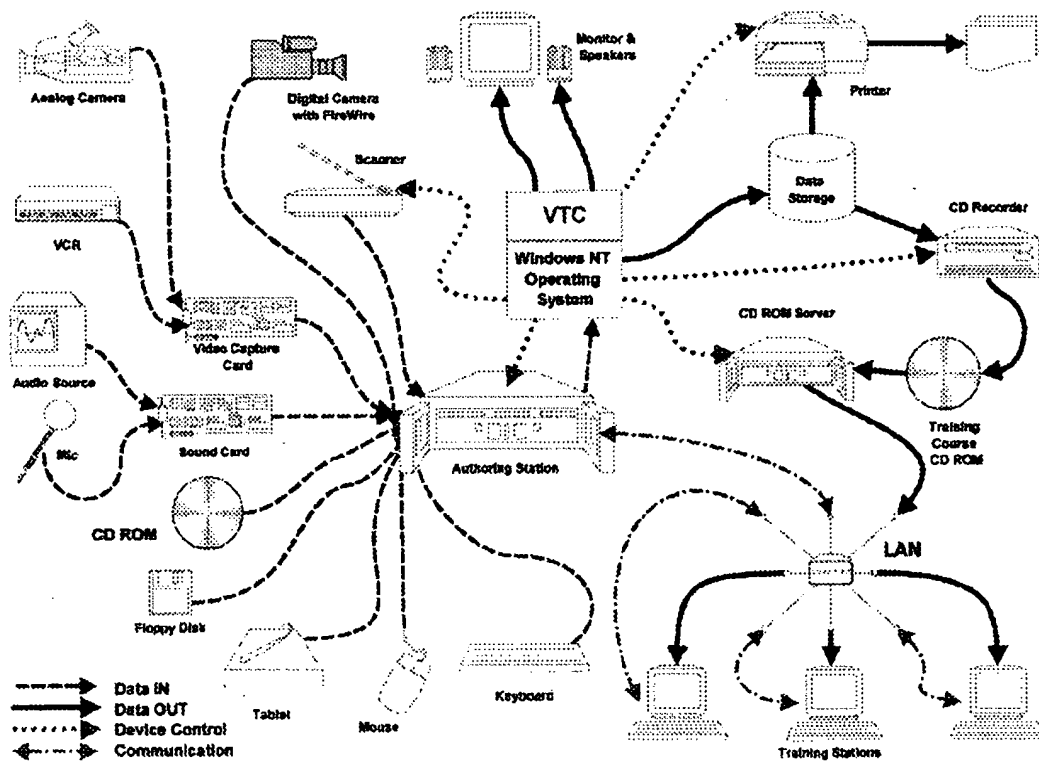 Analog Camera
Digital Camera
with FireWire
Monitor &
Speakers
Printer
Scanner
VCR
VTC
Windows NT
Operating
System
Data
Storage
CD Recorder
Video Capture
Card
CD ROM Server
Audio Source
Mic
Sound Card
Authoring Station
Training
Course
CD ROM
CD ROM
LAN
Floppy Disk
Tablet
Mouse
Keyboard
Training Stations
Data IN
Data OUT
Device Control
Communication